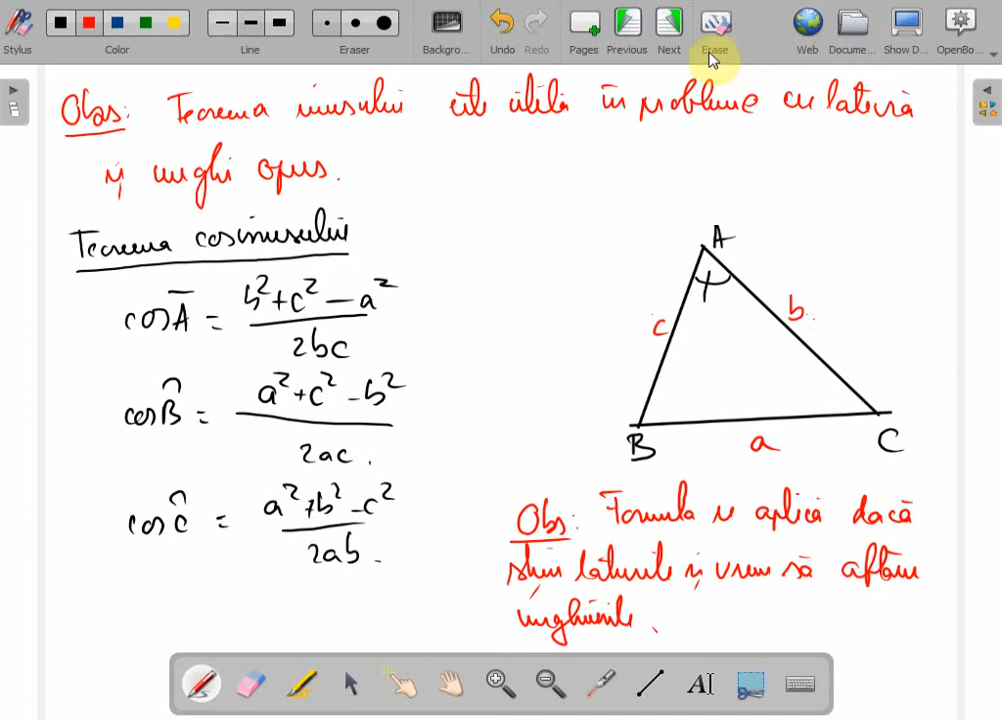 Stylus
Color
Line
Eraser
Backgro...
Undo
Redo
Pages
Previous
Next
Erase
Web
Docume...
Show D...
OpenBo...
Obs: Teorema sinusului este utilă în probleme cu latura
și unghi opus.
Teorema cosinusului
cos A = b²+c² - a² / 2bc
cos B̂ = a²+c² - b² / 2ac.
cos Ĉ = a²+b² - c² / 2ab.
A
c
b
B
a
C
Obs: Formula se aplică dacă
știm laturile și vrem să aflăm
unghiurile.